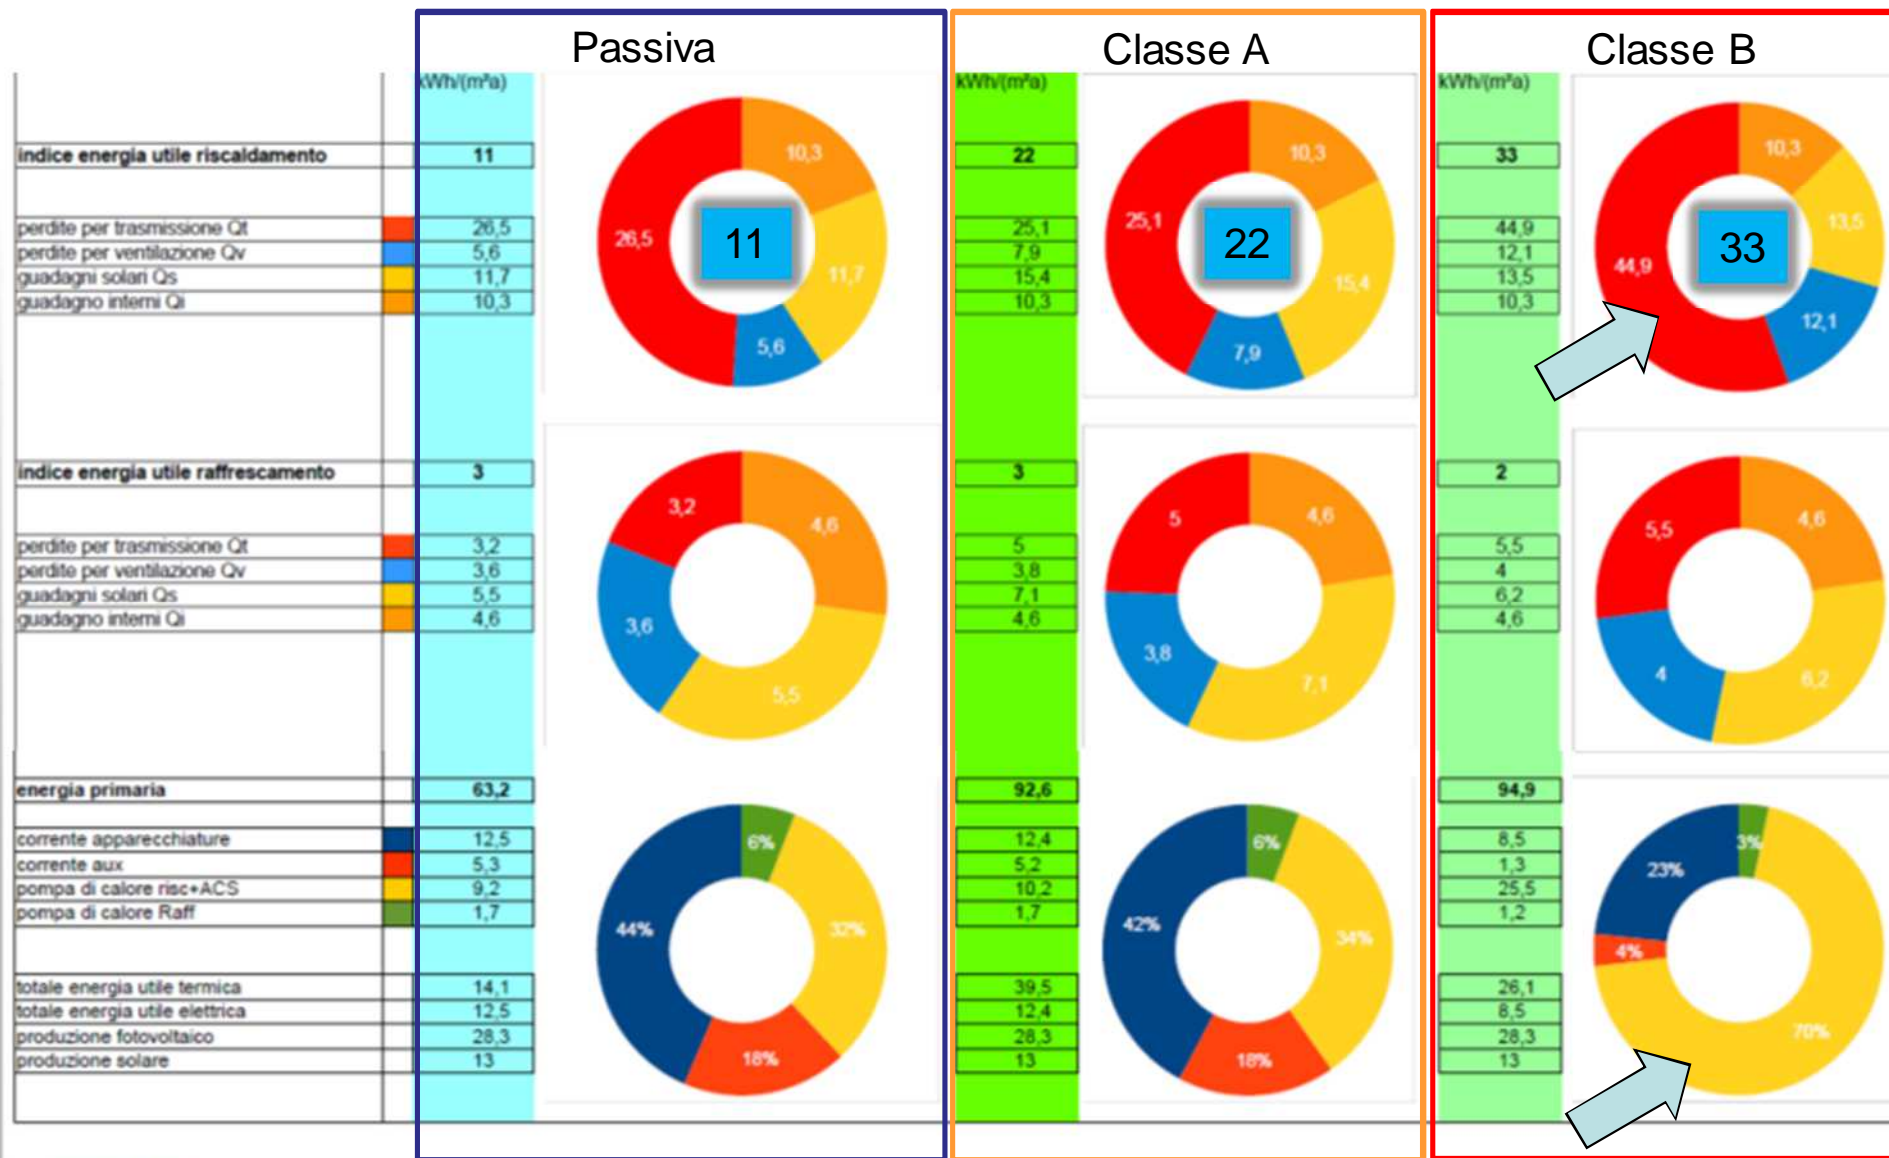 Passiva Classe A Classe B
kWh/(m²a) kWh/(m²a) kWh/(m²a)
indice energia utile riscaldamento 11 22 33
perdite per trasmissione Qt 26,5 25,1 44,9
perdite per ventilazione Qv 5,6 7,9 12,1
guadagni solari Qs 11,7 15,4 13,5
guadagno interni Qi 10,3 10,3 10,3
10,3 11,7 5,6 26,5 11
10,3 15,4 7,9 25,1 22
10,3 13,5 12,1 44,9 33
indice energia utile raffrescamento 3 3 2
perdite per trasmissione Qt 3,2 5 5,5
perdite per ventilazione Qv 3,6 3,8 4
guadagni solari Qs 5,5 7,1 6,2
guadagno interni Qi 4,6 4,6 4,6
4,6 5,5 3,6 3,2
4,6 7,1 3,8 5
4,6 6,2 4 5,5
energia primaria 63,2 92,6 94,9
corrente apparecchiature 12,5 12,4 8,5
corrente aux 5,3 5,2 1,3
pompa di calore risc+ACS 9,2 10,2 25,5
pompa di calore Raff 1,7 1,7 1,2
totale energia utile termica 14,1 39,5 26,1
totale energia utile elettrica 12,5 12,4 8,5
produzione fotovoltaico 28,3 28,3 28,3
produzione solare 13 13 13
6% 32% 18% 44%
6% 34% 18% 42%
3% 70% 4% 23%